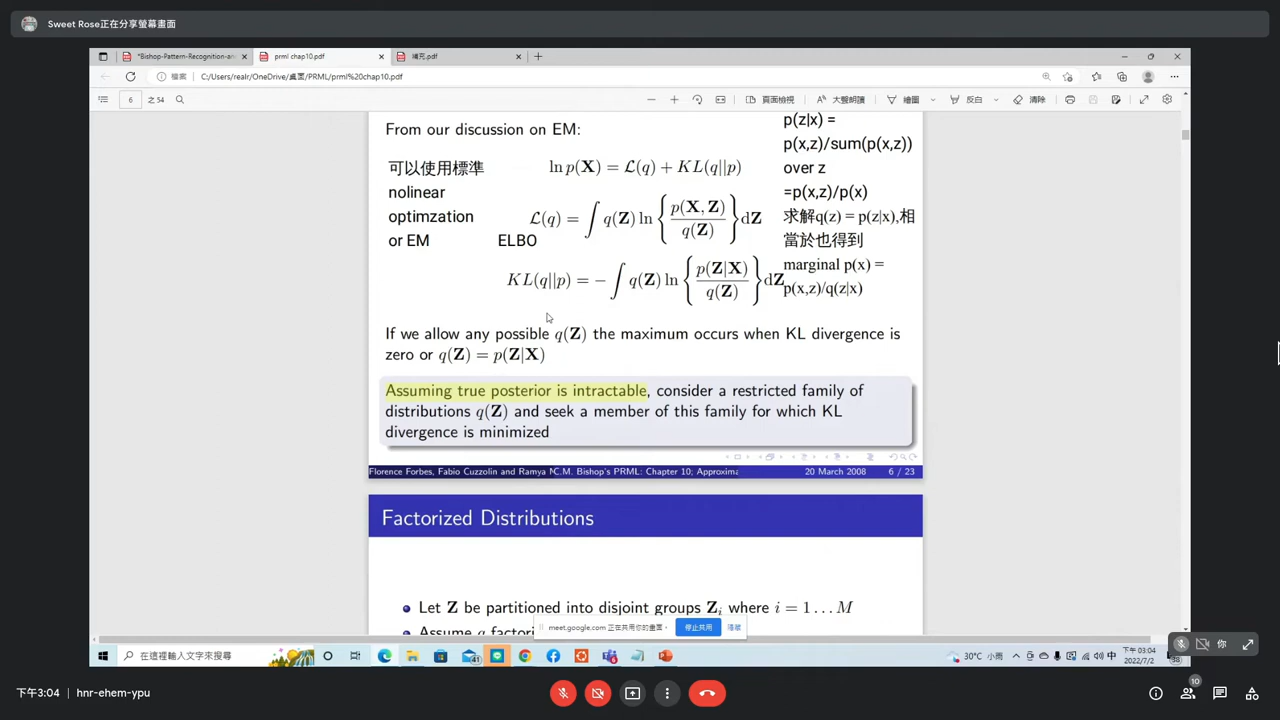 Sweet Rose正在分享螢幕畫面
*Bishop-Pattern-Recognition-an
prml chap10.pdf
補充.pdf
檔案
C:/Users/realr/OneDrive/桌面/PRML/prml%20chap10.pdf
6 之54
頁面檢視
大聲朗讀
繪圖
反白
清除
From our discussion on EM:
可以使用標準
nolinear
optimzation
or EM
ln p(X) = L(q) + KL(q||p)
L(q) = ∫ q(Z) ln { p(X, Z) / q(Z) } dZ
ELBO
KL(q||p) = − ∫ q(Z) ln { p(Z|X) / q(Z) } dZ
p(z|x) =
p(x,z)/sum(p(x,z))
over z
=p(x,z)/p(x)
求解q(z) = p(z|x),相
當於也得到
marginal p(x) =
p(x,z)/q(z|x)
If we allow any possible q(Z) the maximum occurs when KL divergence is
zero or q(Z) = p(Z|X)
Assuming true posterior is intractable, consider a restricted family of
distributions q(Z) and seek a member of this family for which KL
divergence is minimized
Florence Forbes, Fabio Cuzzolin and Ramya N
C.M. Bishop's PRML: Chapter 10; Approxima
20 March 2008
6 / 23
Factorized Distributions
Let Z be partitioned into disjoint groups Zi where i = 1 . . . M
Assume q factori
meet.google.com 正在共用你的畫面。
停止共用
隱藏
在這裡輸入文字來搜尋
41
30°C 小雨
中
下午 03:04
2022/7/2
38
你
下午3:04
hnr-ehem-ypu
10